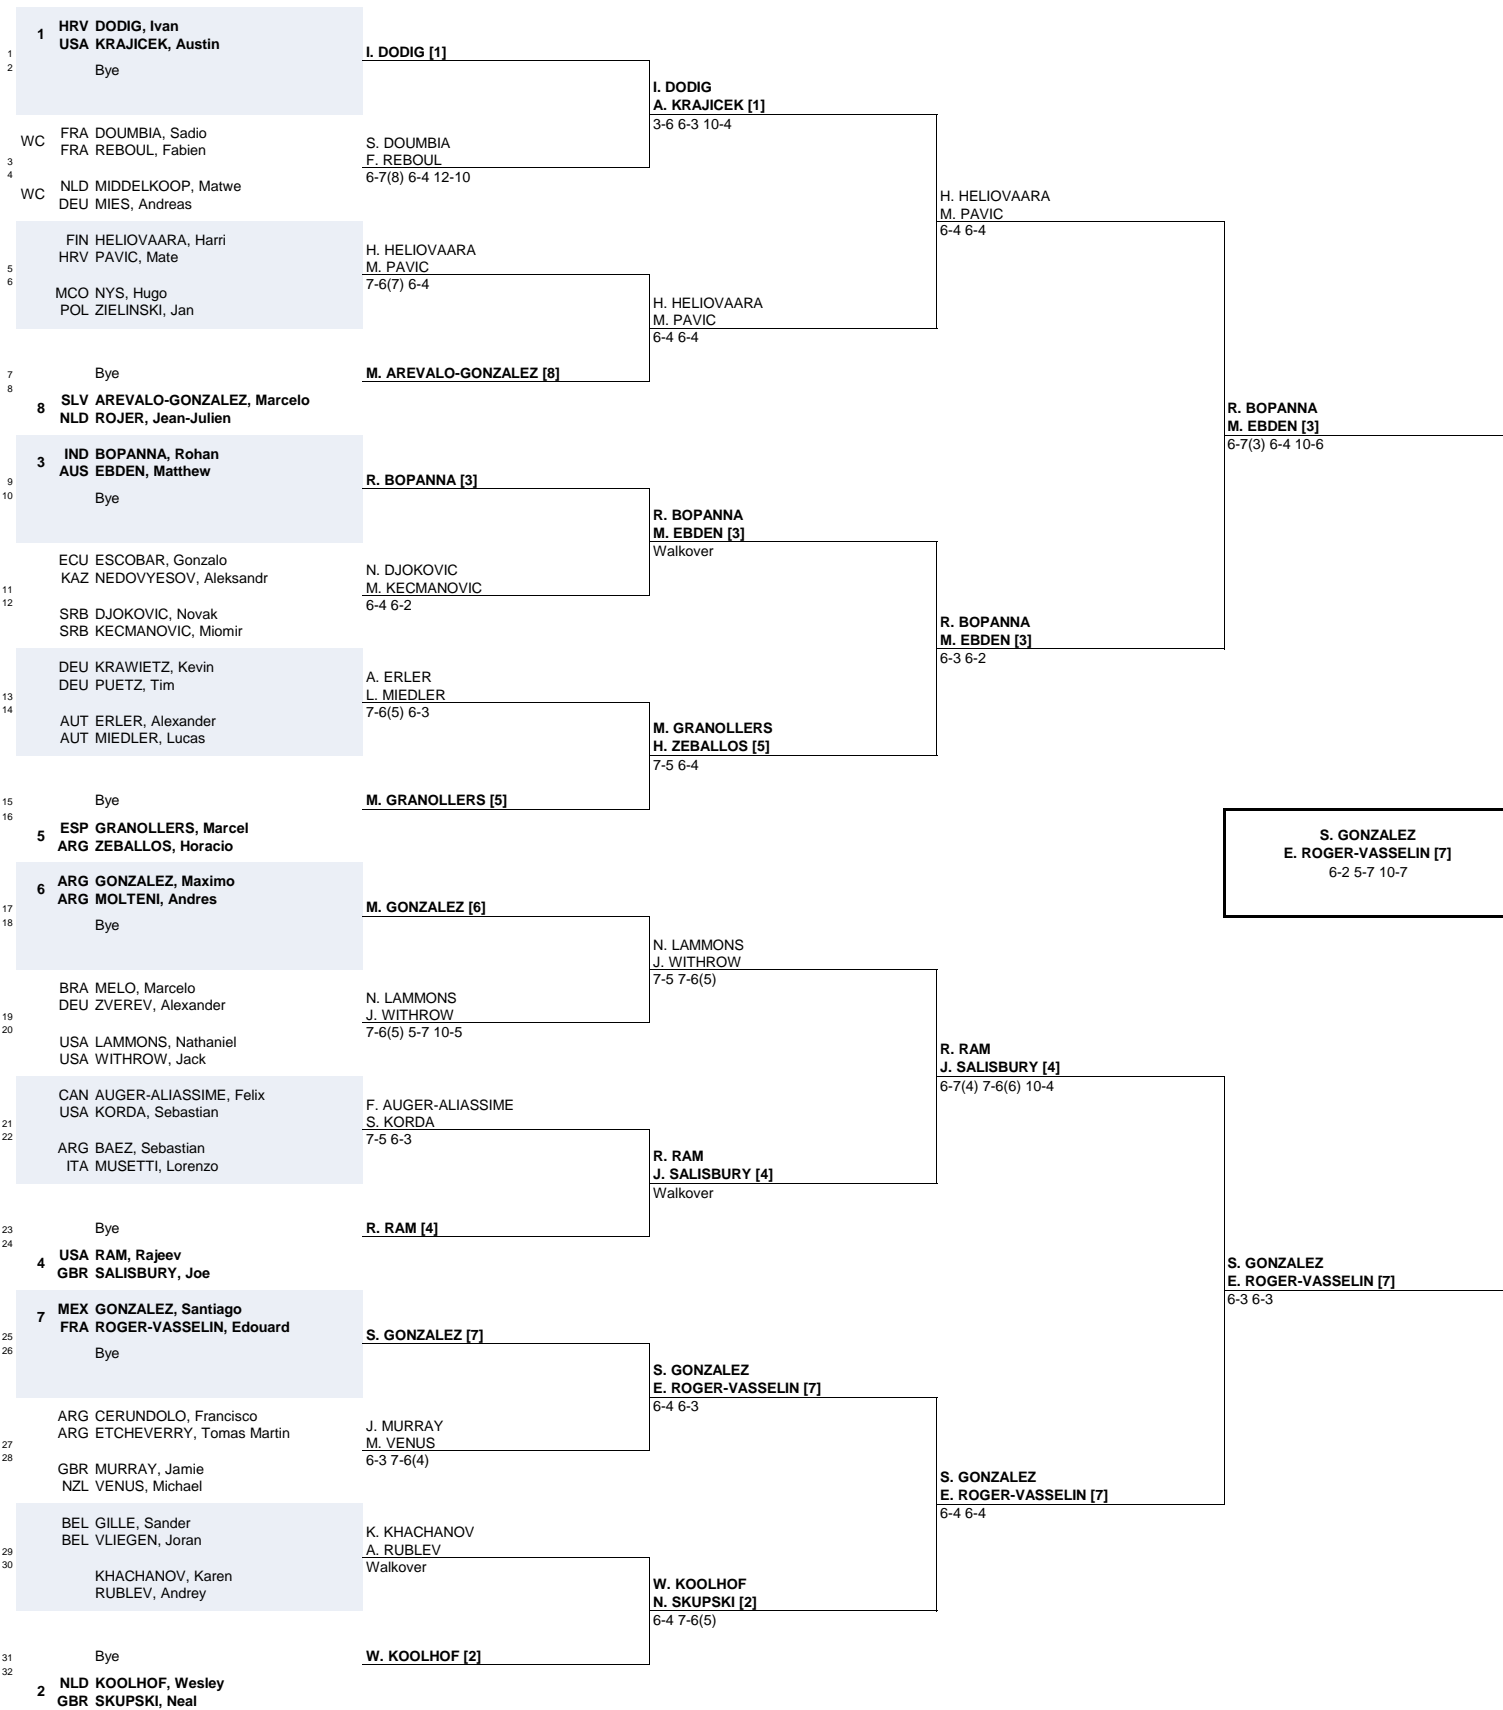 1
HRV DODIG, Ivan
USA KRAJICEK, Austin
1
2
Bye
WC
FRA DOUMBIA, Sadio
FRA REBOUL, Fabien
3
4
WC
NLD MIDDELKOOP, Matwe
DEU MIES, Andreas
FIN HELIOVAARA, Harri
HRV PAVIC, Mate
5
6
MCO NYS, Hugo
POL ZIELINSKI, Jan
7
8
Bye
8
SLV AREVALO-GONZALEZ, Marcelo
NLD ROJER, Jean-Julien
3
IND BOPANNA, Rohan
AUS EBDEN, Matthew
9
10
Bye
ECU ESCOBAR, Gonzalo
KAZ NEDOVYESOV, Aleksandr
11
12
SRB DJOKOVIC, Novak
SRB KECMANOVIC, Miomir
DEU KRAWIETZ, Kevin
DEU PUETZ, Tim
13
14
AUT ERLER, Alexander
AUT MIEDLER, Lucas
15
16
Bye
5
ESP GRANOLLERS, Marcel
ARG ZEBALLOS, Horacio
6
ARG GONZALEZ, Maximo
ARG MOLTENI, Andres
17
18
Bye
BRA MELO, Marcelo
DEU ZVEREV, Alexander
19
20
USA LAMMONS, Nathaniel
USA WITHROW, Jack
CAN AUGER-ALIASSIME, Felix
USA KORDA, Sebastian
21
22
ARG BAEZ, Sebastian
ITA MUSETTI, Lorenzo
23
24
Bye
4
USA RAM, Rajeev
GBR SALISBURY, Joe
7
MEX GONZALEZ, Santiago
FRA ROGER-VASSELIN, Edouard
25
26
Bye
ARG CERUNDOLO, Francisco
ARG ETCHEVERRY, Tomas Martin
27
28
GBR MURRAY, Jamie
NZL VENUS, Michael
BEL GILLE, Sander
BEL VLIEGEN, Joran
29
30
KHACHANOV, Karen
RUBLEV, Andrey
31
32
Bye
2
NLD KOOLHOF, Wesley
GBR SKUPSKI, Neal
I. DODIG [1]
S. DOUMBIA
F. REBOUL
6-7(8) 6-4 12-10
H. HELIOVAARA
M. PAVIC
7-6(7) 6-4
M. AREVALO-GONZALEZ [8]
R. BOPANNA [3]
N. DJOKOVIC
M. KECMANOVIC
6-4 6-2
A. ERLER
L. MIEDLER
7-6(5) 6-3
M. GRANOLLERS [5]
M. GONZALEZ [6]
N. LAMMONS
J. WITHROW
7-6(5) 5-7 10-5
F. AUGER-ALIASSIME
S. KORDA
7-5 6-3
R. RAM [4]
S. GONZALEZ [7]
J. MURRAY
M. VENUS
6-3 7-6(4)
K. KHACHANOV
A. RUBLEV
Walkover
W. KOOLHOF [2]
I. DODIG
A. KRAJICEK [1]
3-6 6-3 10-4
H. HELIOVAARA
M. PAVIC
6-4 6-4
R. BOPANNA
M. EBDEN [3]
Walkover
M. GRANOLLERS
H. ZEBALLOS [5]
7-5 6-4
N. LAMMONS
J. WITHROW
7-5 7-6(5)
R. RAM
J. SALISBURY [4]
Walkover
S. GONZALEZ
E. ROGER-VASSELIN [7]
6-4 6-3
W. KOOLHOF
N. SKUPSKI [2]
6-4 7-6(5)
H. HELIOVAARA
M. PAVIC
6-4 6-4
R. BOPANNA
M. EBDEN [3]
6-3 6-2
R. RAM
J. SALISBURY [4]
6-7(4) 7-6(6) 10-4
S. GONZALEZ
E. ROGER-VASSELIN [7]
6-4 6-4
R. BOPANNA
M. EBDEN [3]
6-7(3) 6-4 10-6
S. GONZALEZ
E. ROGER-VASSELIN [7]
6-2 5-7 10-7
S. GONZALEZ
E. ROGER-VASSELIN [7]
6-3 6-3